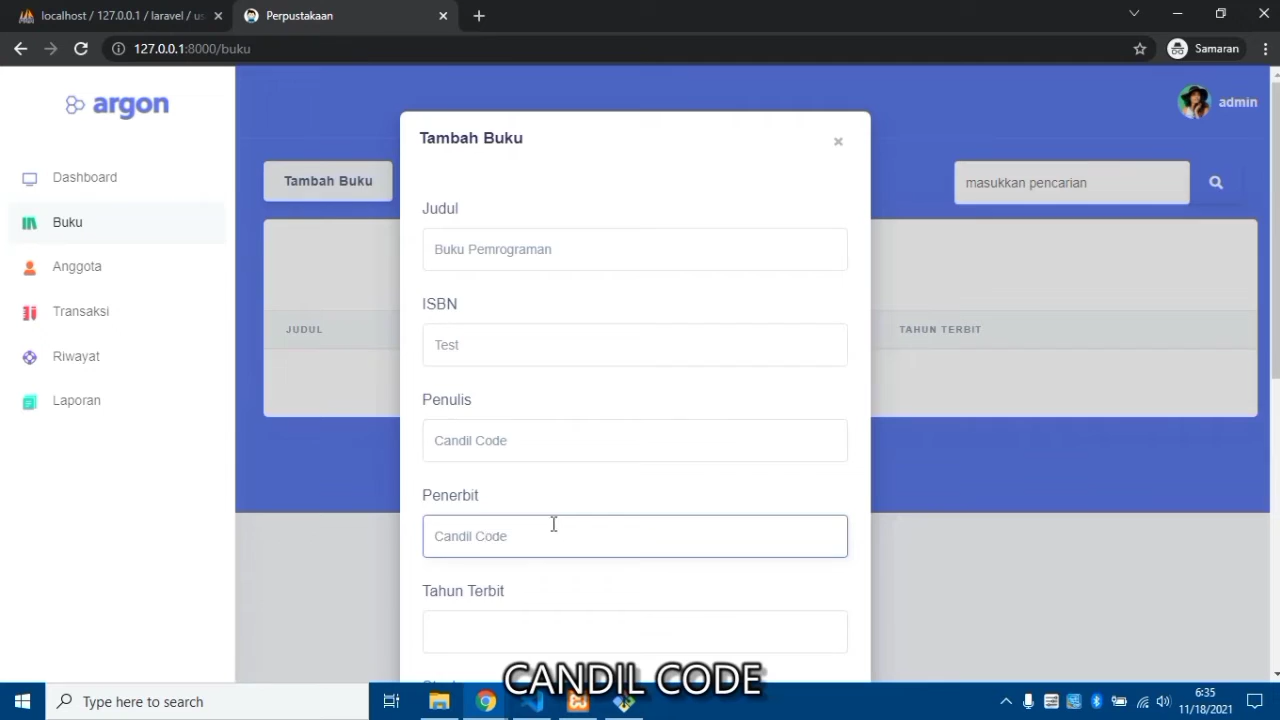 localhost / 127.0.0.1 / laravel / us
Perpustakaan
127.0.0.1:8000/buku
Samaran
argon
admin
Dashboard
Buku
Anggota
Transaksi
Riwayat
Laporan
Tambah Buku
masukkan pencarian
JUDUL
TAHUN TERBIT
Tambah Buku
×
Judul
Buku Pemrograman
ISBN
Test
Penulis
Candil Code
Penerbit
Candil Code
Tahun Terbit
CANDIL CODE
Type here to search
6:35
11/18/2021